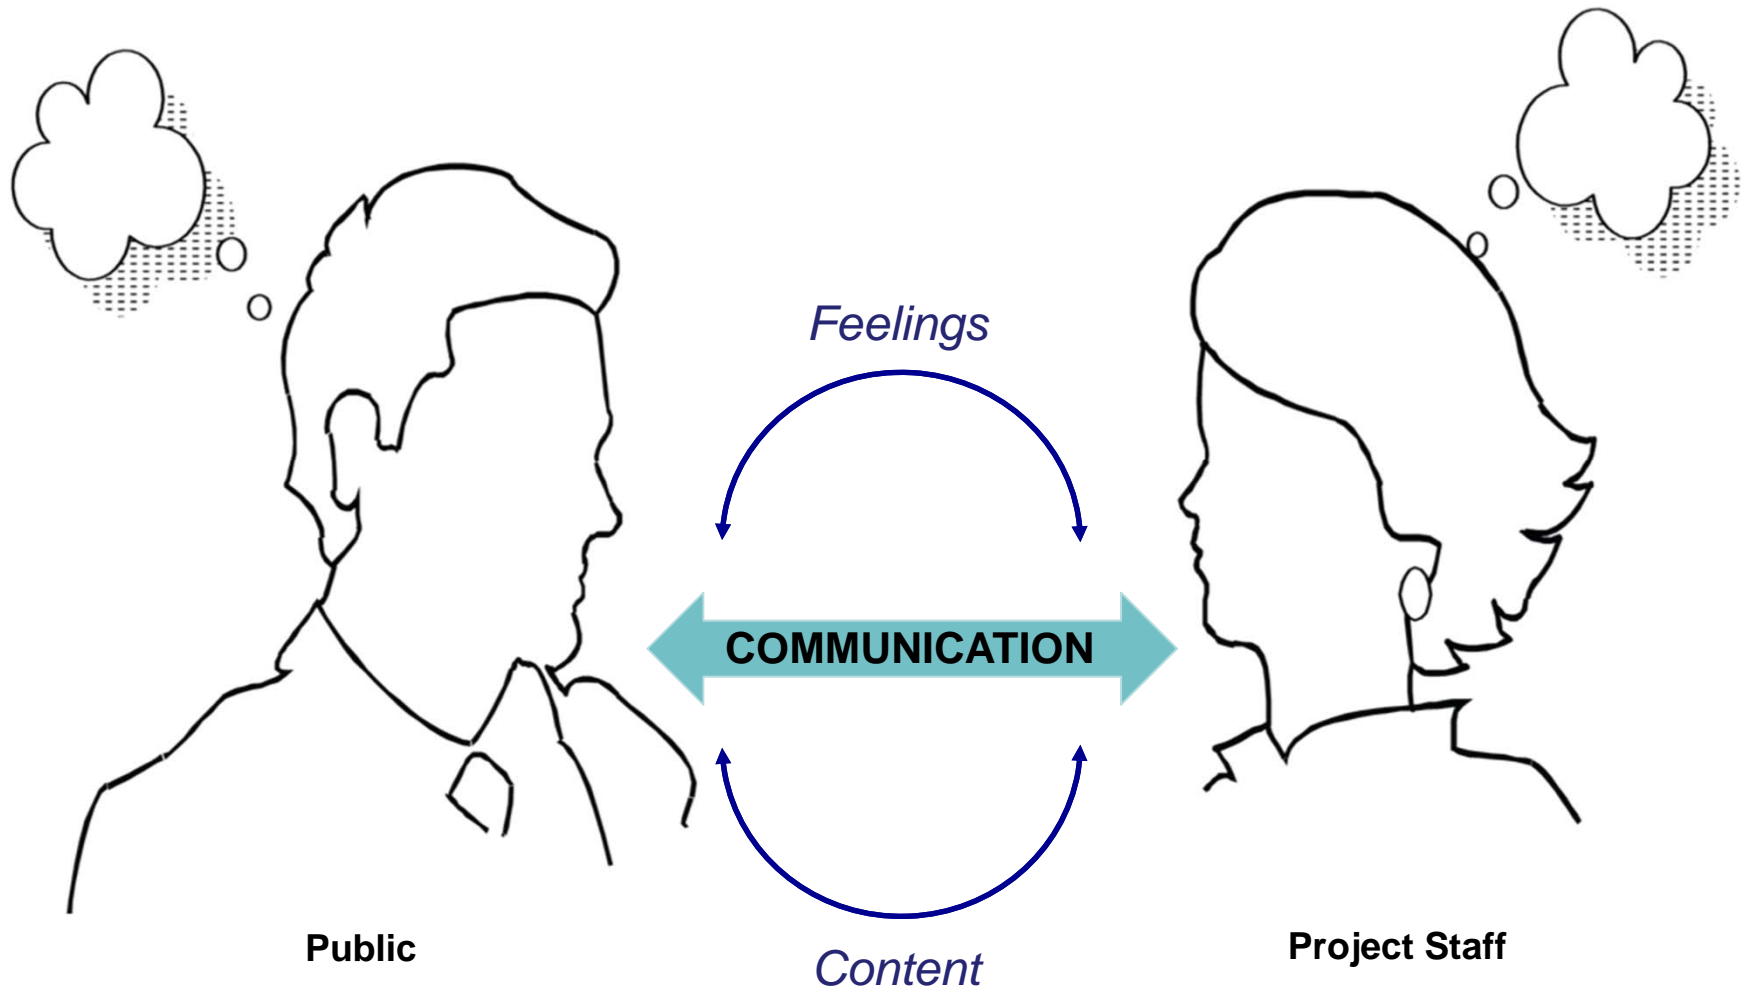 Feelings
COMMUNICATION
Public
Project Staff
Content